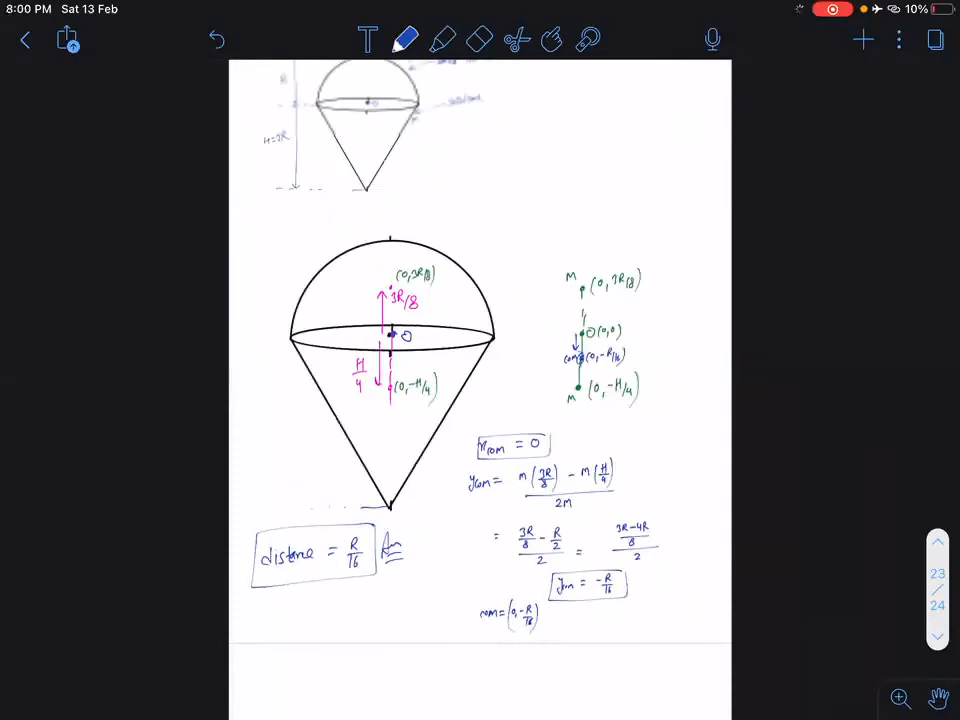 8:00 PM Sat 13 Feb
10%
T
R
O
H=2R
(0, 3R/8)
3R/8
O
H/4
(0, -H/4)
M (0, 3R/8)
O(0,0)
com (0, -R/16)
M (0, -H/4)
xcom = 0
ycom = M(3R/8) - M(H/4) / 2M
= 3R/8 - R/2 / 2 = 3R-4R/8 / 2
ycom = -R/16
com = (0, -R/16)
distance = R/16 Ans
23
/
24